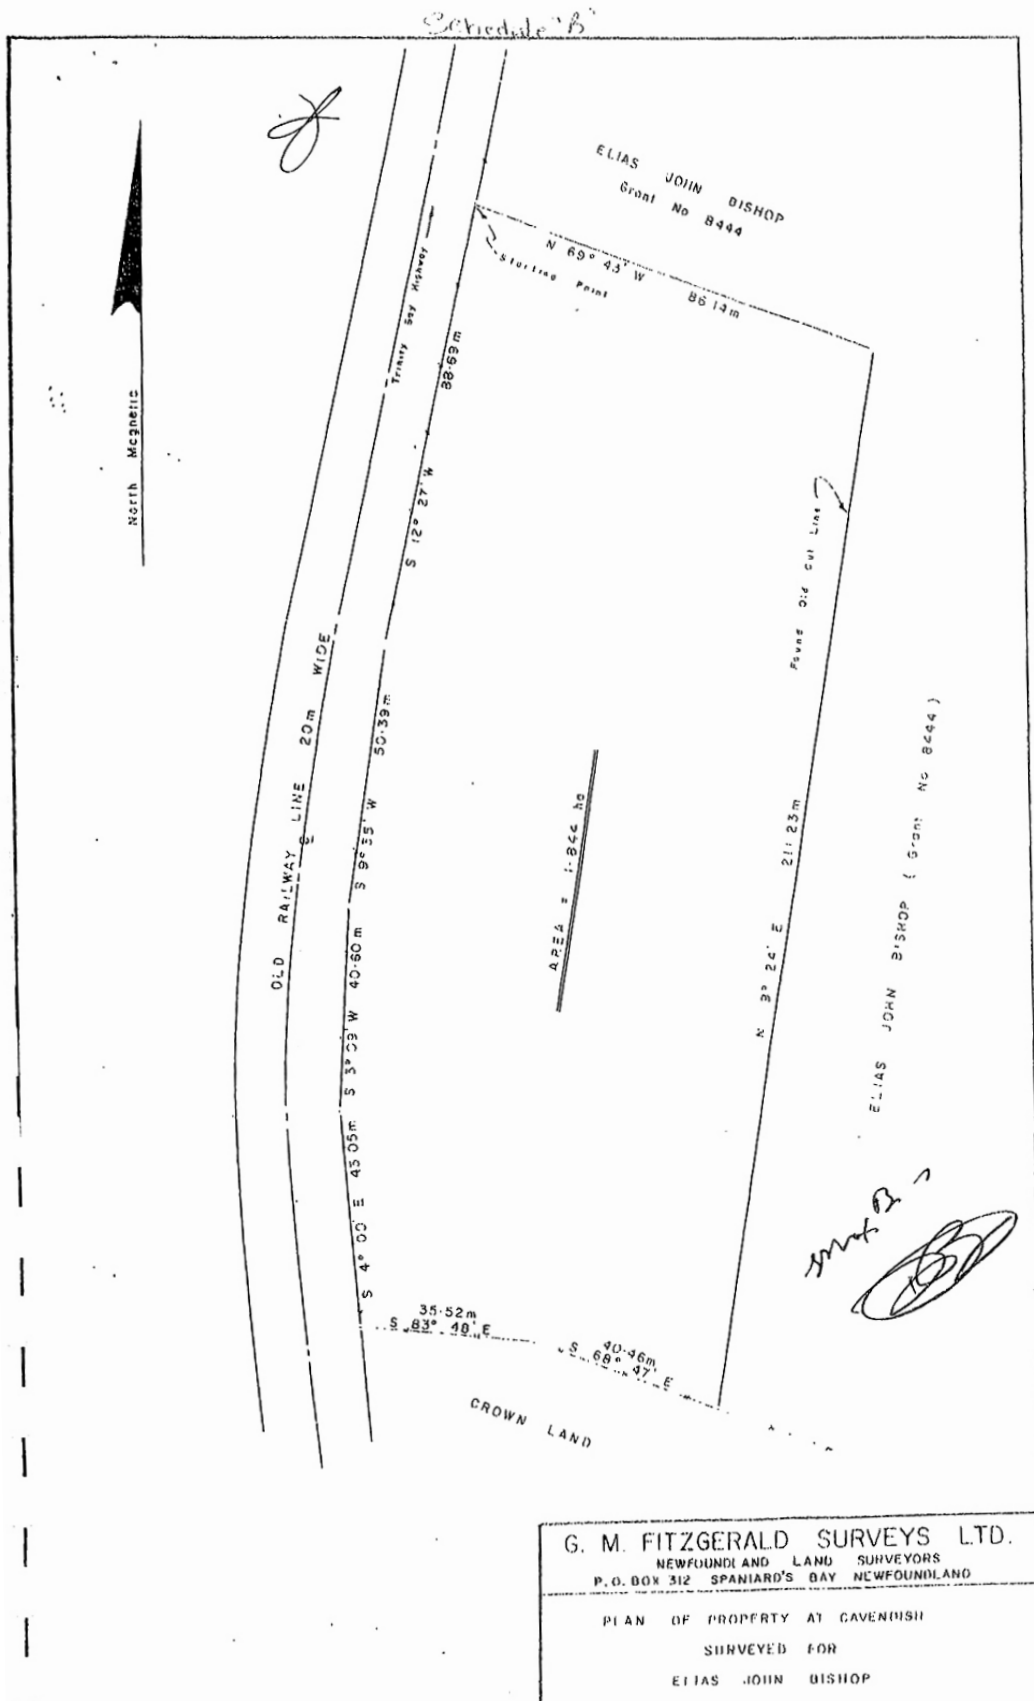 Schedule "B"
ELIAS JOHN BISHOP
Grant No 8444
N 69° 43' W 86.14m
Starting Point
Trinity Bay Highway
North Magnetic
88.69m
S 12° 27' W
Found Old Cut Line
OLD RAILWAY LINE 20m WIDE
50.39m
S 9° 35' W
AREA = 1.844 ha
211.23m
N 9° 24' E
ELIAS JOHN BISHOP ( Grant No 8444 )
40.60m
S 3° 09' W
45.05m
S 4° 00' E
35.52m
S 83° 48' E
40.46m
S 68° 47' E
CROWN LAND
G. M. FITZGERALD SURVEYS LTD.
NEWFOUNDLAND LAND SURVEYORS
P.O. BOX 312 SPANIARD'S BAY NEWFOUNDLAND
PLAN OF PROPERTY AT CAVENDISH
SURVEYED FOR
ELIAS JOHN BISHOP